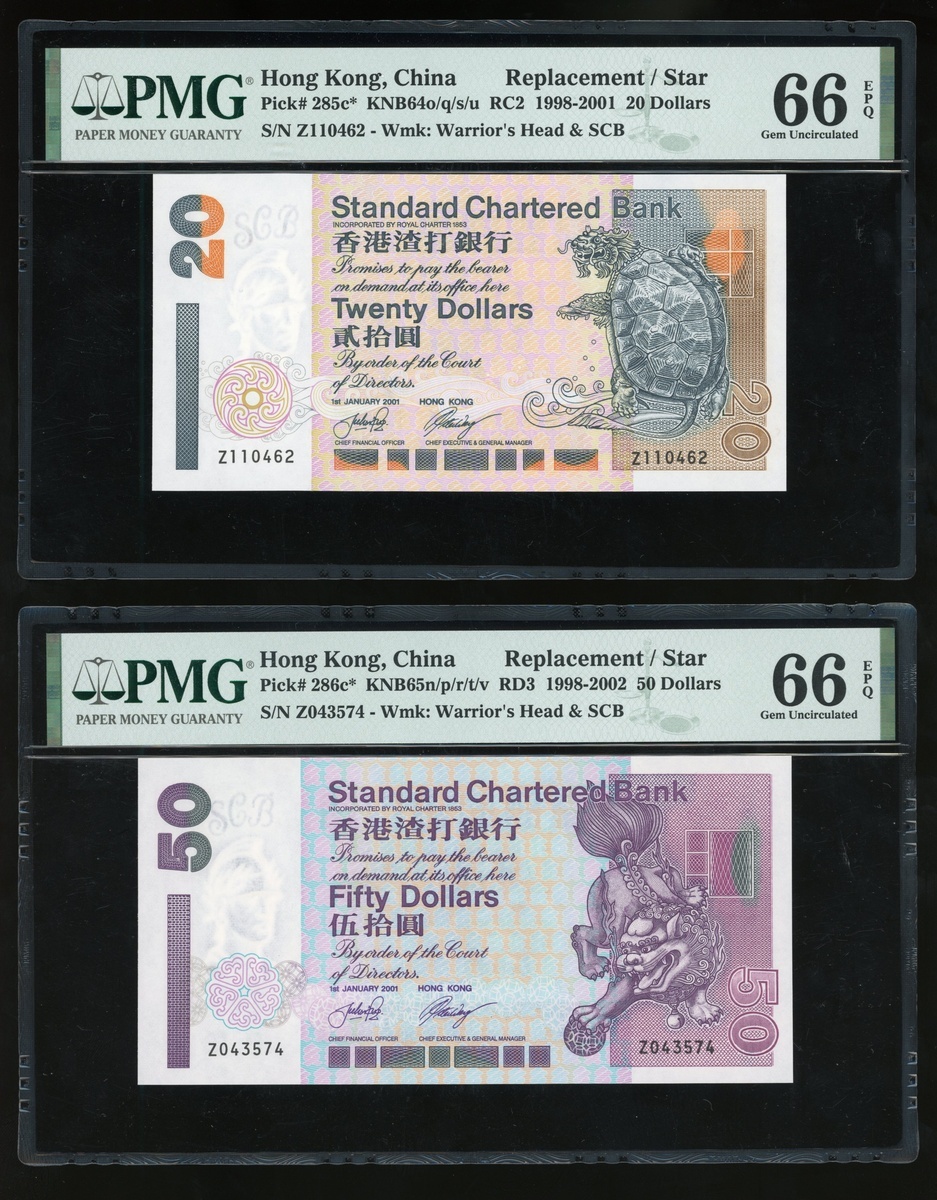 PMG®
PAPER MONEY GUARANTY
Hong Kong, China Replacement / Star
Pick# 285c* KNB64o/q/s/u RC2 1998-2001 20 Dollars
S/N Z110462 - Wmk: Warrior's Head & SCB
66 EPQ
Gem Uncirculated
20
SCB
Standard Chartered Bank
INCORPORATED BY ROYAL CHARTER 1853
香港渣打銀行
Promises to pay the bearer
on demand at its office here
Twenty Dollars
貳拾圓
By order of the Court
of Directors.
1st JANUARY 2001 HONG KONG
CHIEF FINANCIAL OFFICER CHIEF EXECUTIVE & GENERAL MANAGER
Z110462
Z110462
20
PMG®
PAPER MONEY GUARANTY
Hong Kong, China Replacement / Star
Pick# 286c* KNB65n/p/r/t/v RD3 1998-2002 50 Dollars
S/N Z043574 - Wmk: Warrior's Head & SCB
66 EPQ
Gem Uncirculated
50
SCB
Standard Chartered Bank
INCORPORATED BY ROYAL CHARTER 1853
香港渣打銀行
Promises to pay the bearer
on demand at its office here
Fifty Dollars
伍拾圓
By order of the Court
of Directors.
1st JANUARY 2001 HONG KONG
CHIEF FINANCIAL OFFICER CHIEF EXECUTIVE & GENERAL MANAGER
Z043574
Z043574
50